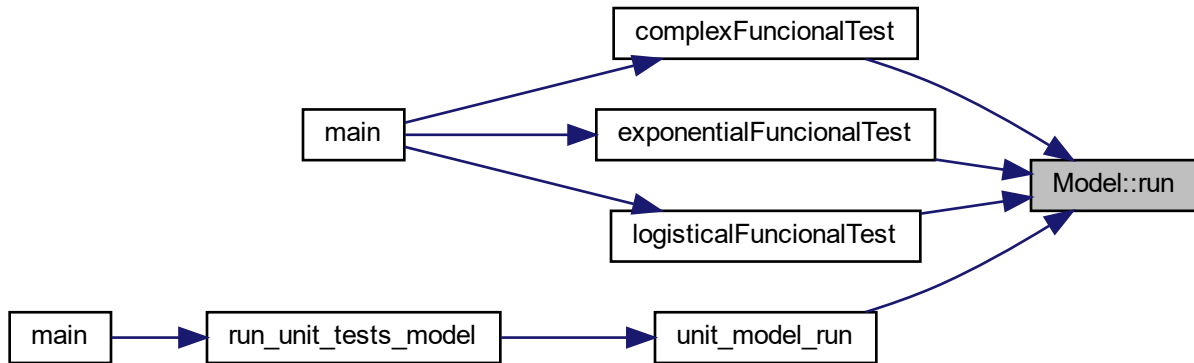 complexFuncionalTest
main
exponentialFuncionalTest
Model::run
logisticalFuncionalTest
main
run_unit_tests_model
unit_model_run